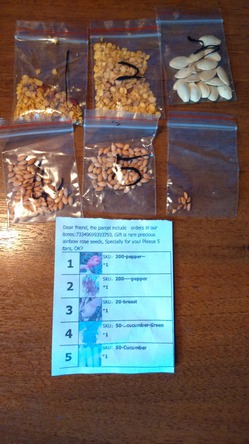 Dear friend, the parcel include orders in our
stores:
Gift is rare precious
rainbow rose seeds, Specially for you! Please 5
stars, OK?
1
SKU: 200-pepper--
*1
2
SKU: 200---pepper
*1
3
SKU: 20-breast
*1
4
SKU: 50-..cucumber-Green
*1
5
SKU: 50-Cucumber
*1